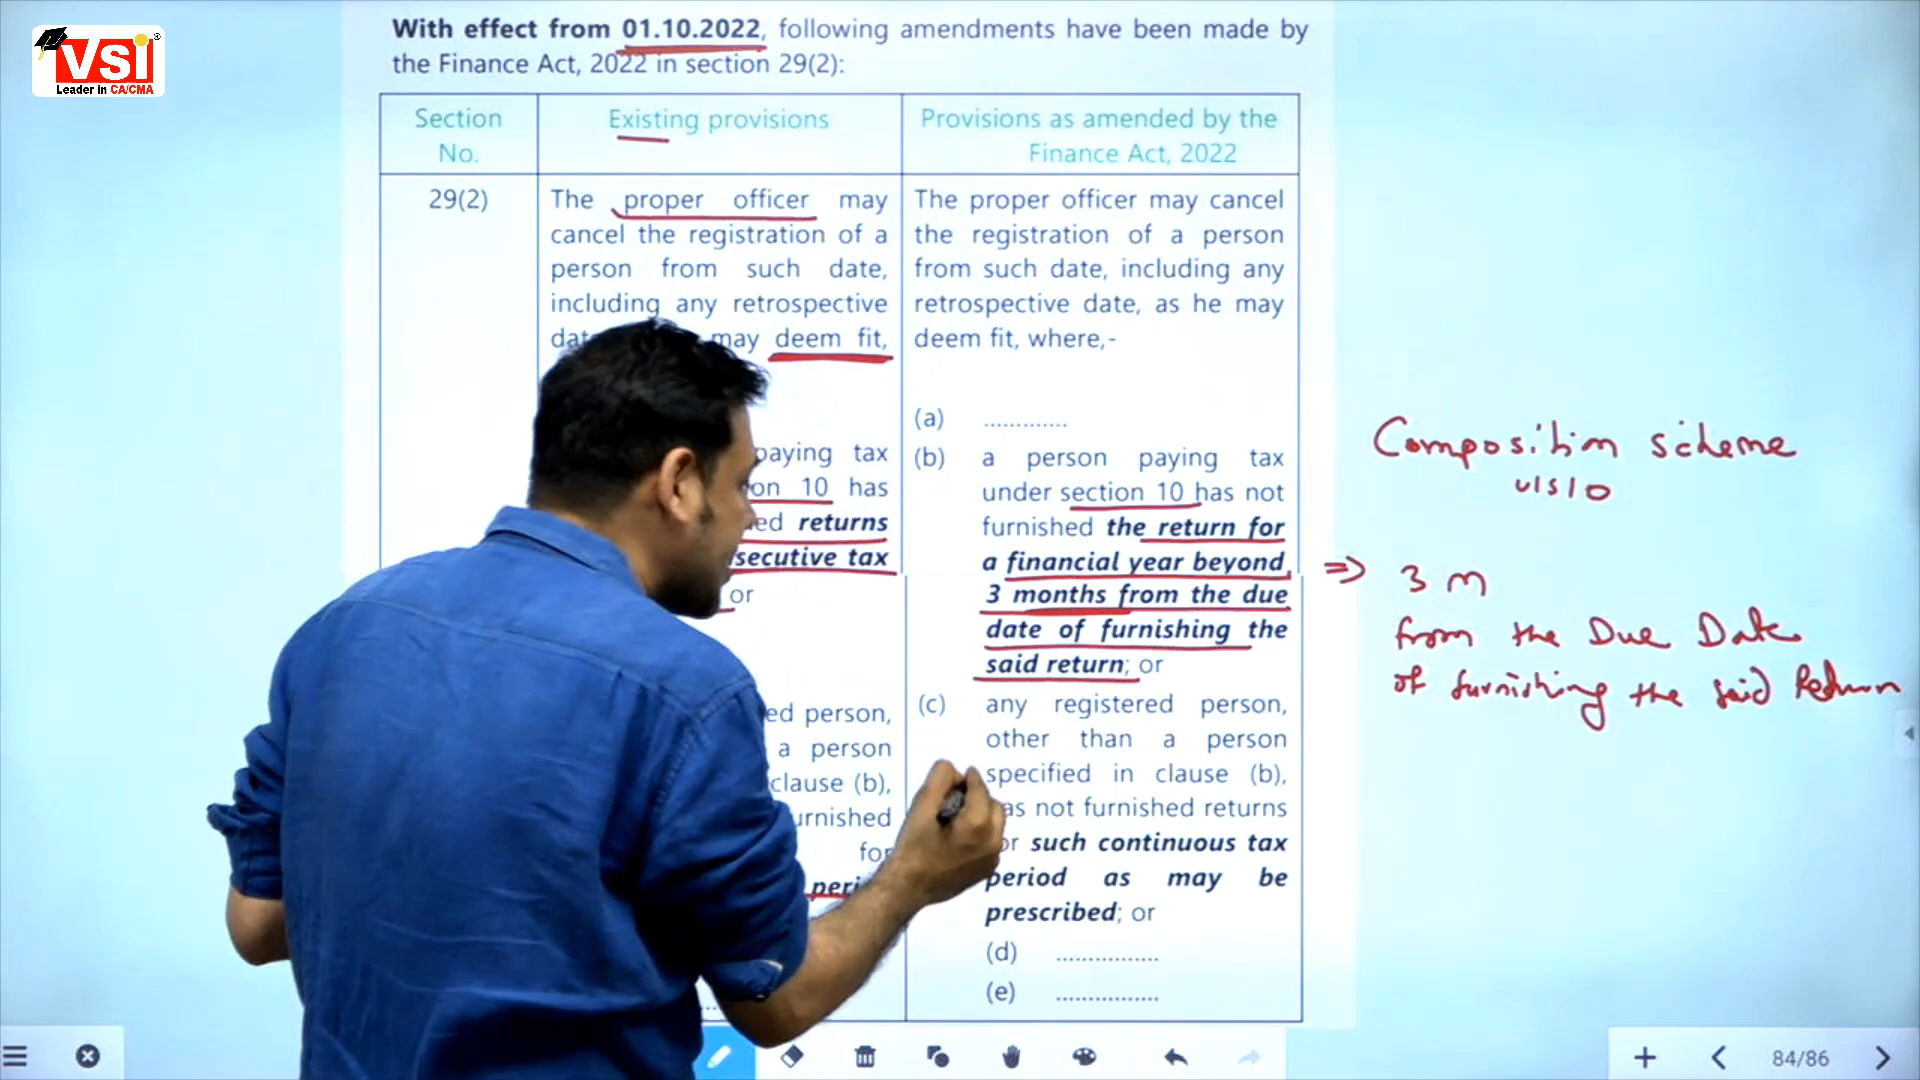 VSI
Leader in CA/CMA
With effect from 01.10.2022, following amendments have been made by
the Finance Act, 2022 in section 29(2):
Section
No.
Existing provisions
Provisions as amended by the
Finance Act, 2022
29(2)
The proper officer may
cancel the registration of a
person from such date,
including any retrospective
may deem fit,
paying tax
on 10 has
ed returns
secutive tax
or
ed person,
a person
clause (b),
urnished
for
The proper officer may cancel
the registration of a person
from such date, including any
retrospective date, as he may
deem fit, where,-
(a) .............
(b) a person paying tax
under section 10 has not
furnished the return for
a financial year beyond
3 months from the due
date of furnishing the
said return; or
(c) any registered person,
other than a person
specified in clause (b),
as not furnished returns
or such continuous tax
period as may be
prescribed; or
(d) ................
(e) ................
Composition scheme
u/s 10
⇒ 3 m
from the Due Date
of furnishing the said Return
84/86